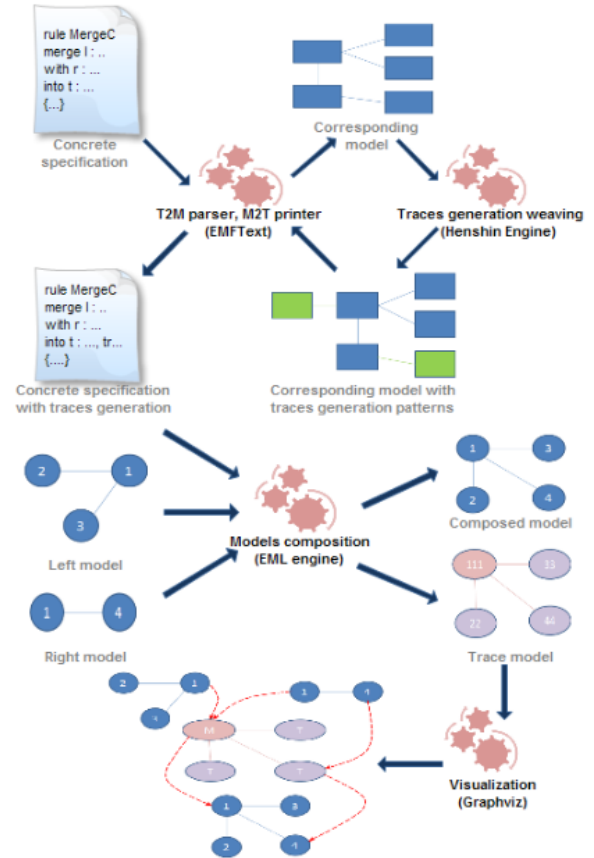 rule MergeC
merge l : ..
with r : ...
into t : ...
{...}
Concrete
specification
Corresponding
model
T2M parser, M2T printer
(EMFText)
Traces generation weaving
(Henshin Engine)
rule MergeC
merge l : ..
with r : ...
into t : ..., tr...
{....}
Concrete specification
with traces generation
Corresponding model with
traces generation patterns
2
1
3
Left model
1
4
Right model
Models composition
(EML engine)
1
3
2
4
Composed model
111
33
22
44
Trace model
2
1
3
1
4
M
T
T
T
1
3
2
4
Visualization
(Graphviz)